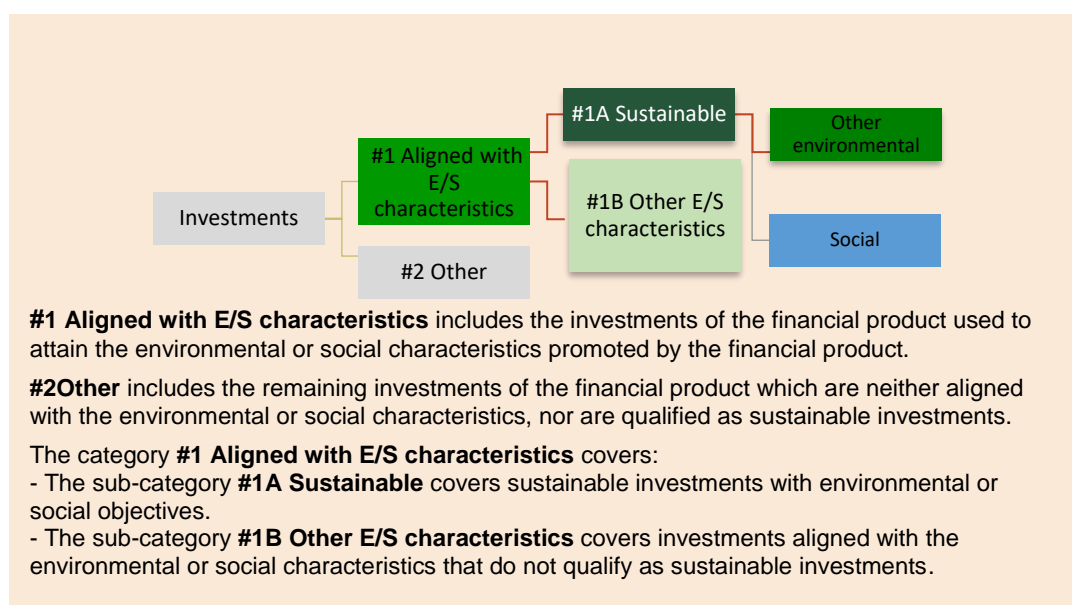 #1A Sustainable
Other
environmental
#1 Aligned with
E/S
characteristics
#1B Other E/S
characteristics
Investments
Social
#2 Other
#1 Aligned with E/S characteristics includes the investments of the financial product used to
attain the environmental or social characteristics promoted by the financial product.
#2Other includes the remaining investments of the financial product which are neither aligned
with the environmental or social characteristics, nor are qualified as sustainable investments.
The category #1 Aligned with E/S characteristics covers:
- The sub-category #1A Sustainable covers sustainable investments with environmental or
social objectives.
- The sub-category #1B Other E/S characteristics covers investments aligned with the
environmental or social characteristics that do not qualify as sustainable investments.